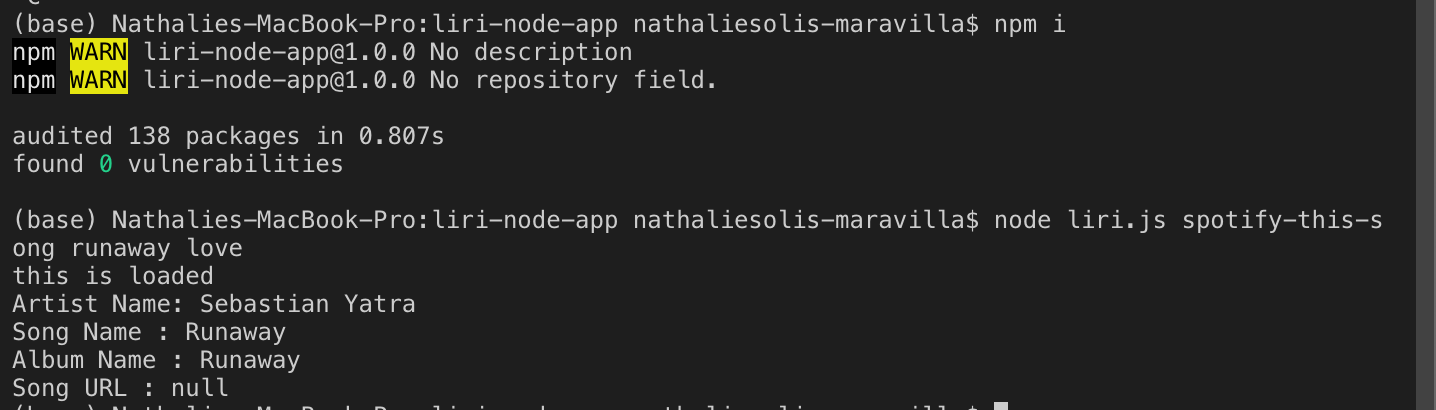 (base) Nathalies-MacBook-Pro:liri-node-app nathaliesolis-maravilla$ npm i
npm WARN liri-node-app@1.0.0 No description
npm WARN liri-node-app@1.0.0 No repository field.
audited 138 packages in 0.807s
found 0 vulnerabilities
(base) Nathalies-MacBook-Pro:liri-node-app nathaliesolis-maravilla$ node liri.js spotify-this-s
ong runaway love
this is loaded
Artist Name: Sebastian Yatra
Song Name : Runaway
Album Name : Runaway
Song URL : null